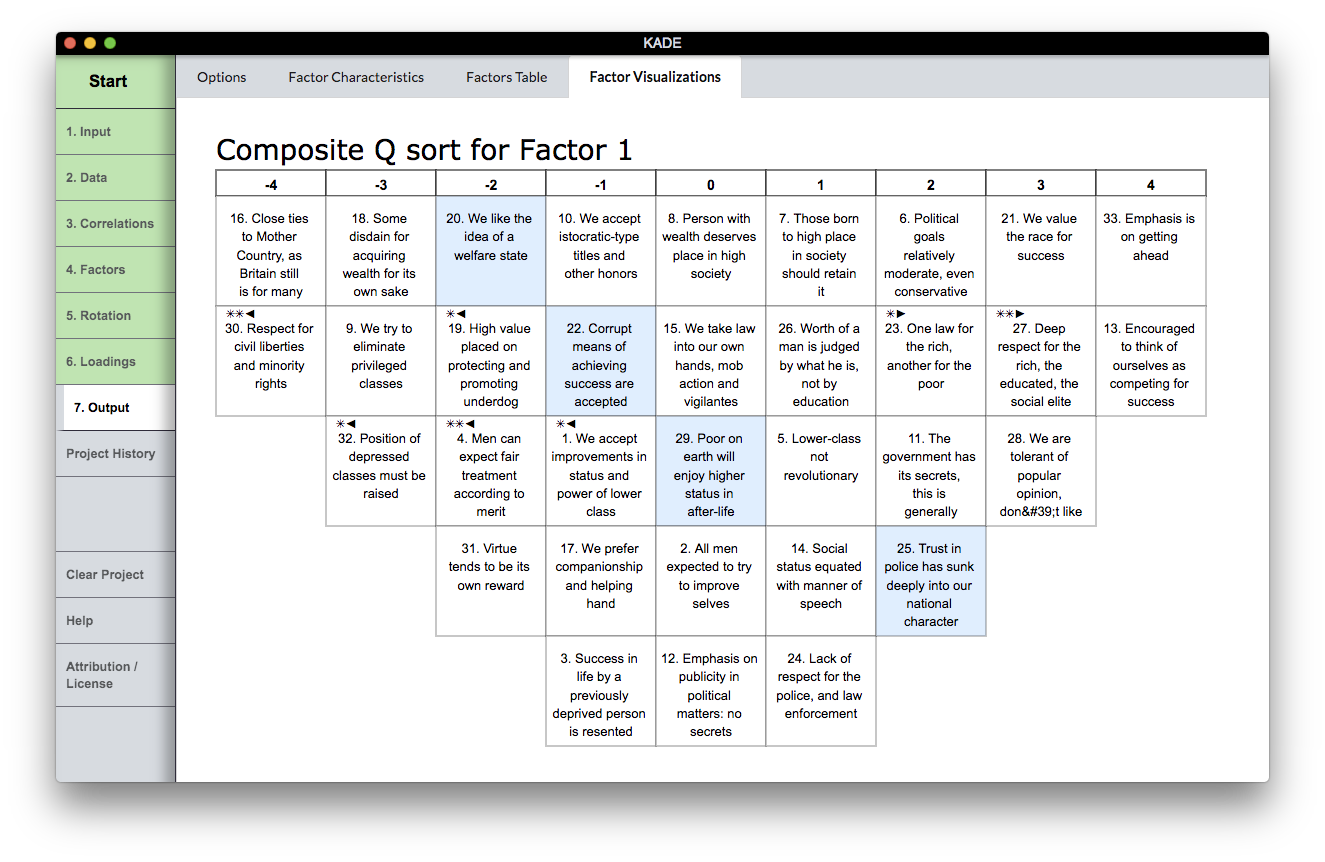 KADE
Start
1. Input
2. Data
3. Correlations
4. Factors
5. Rotation
6. Loadings
7. Output
Project History
Clear Project
Help
Attribution /
License
Options
Factor Characteristics
Factors Table
Factor Visualizations
Composite Q sort for Factor 1
-4
-3
-2
-1
0
1
2
3
4
16. Close ties
to Mother
Country, as
Britain still
is for many
18. Some
disdain for
acquiring
wealth for its
own sake
20. We like the
idea of a
welfare state
10. We accept
istocratic-type
titles and
other honors
8. Person with
wealth deserves
place in high
society
7. Those born
to high place
in society
should retain
it
6. Political
goals
relatively
moderate, even
conservative
21. We value
the race for
success
33. Emphasis is
on getting
ahead
✳✳◀
30. Respect for
civil liberties
and minority
rights
9. We try to
eliminate
privileged
classes
✳◀
19. High value
placed on
protecting and
promoting
underdog
22. Corrupt
means of
achieving
success are
accepted
15. We take law
into our own
hands, mob
action and
vigilantes
26. Worth of a
man is judged
by what he is,
not by
education
✳▶
23. One law for
the rich,
another for the
poor
✳✳▶
27. Deep
respect for the
rich, the
educated, the
social elite
13. Encouraged
to think of
ourselves as
competing for
success
✳◀
32. Position of
depressed
classes must be
raised
✳✳◀
4. Men can
expect fair
treatment
according to
merit
✳◀
1. We accept
improvements in
status and
power of lower
class
29. Poor on
earth will
enjoy higher
status in
after-life
5. Lower-class
not
revolutionary
11. The
government has
its secrets,
this is
generally
28. We are
tolerant of
popular
opinion,
don&#39;t like
31. Virtue
tends to be its
own reward
17. We prefer
companionship
and helping
hand
2. All men
expected to try
to improve
selves
14. Social
status equated
with manner of
speech
25. Trust in
police has sunk
deeply into our
national
character
3. Success in
life by a
previously
deprived person
is resented
12. Emphasis on
publicity in
political
matters: no
secrets
24. Lack of
respect for the
police, and law
enforcement